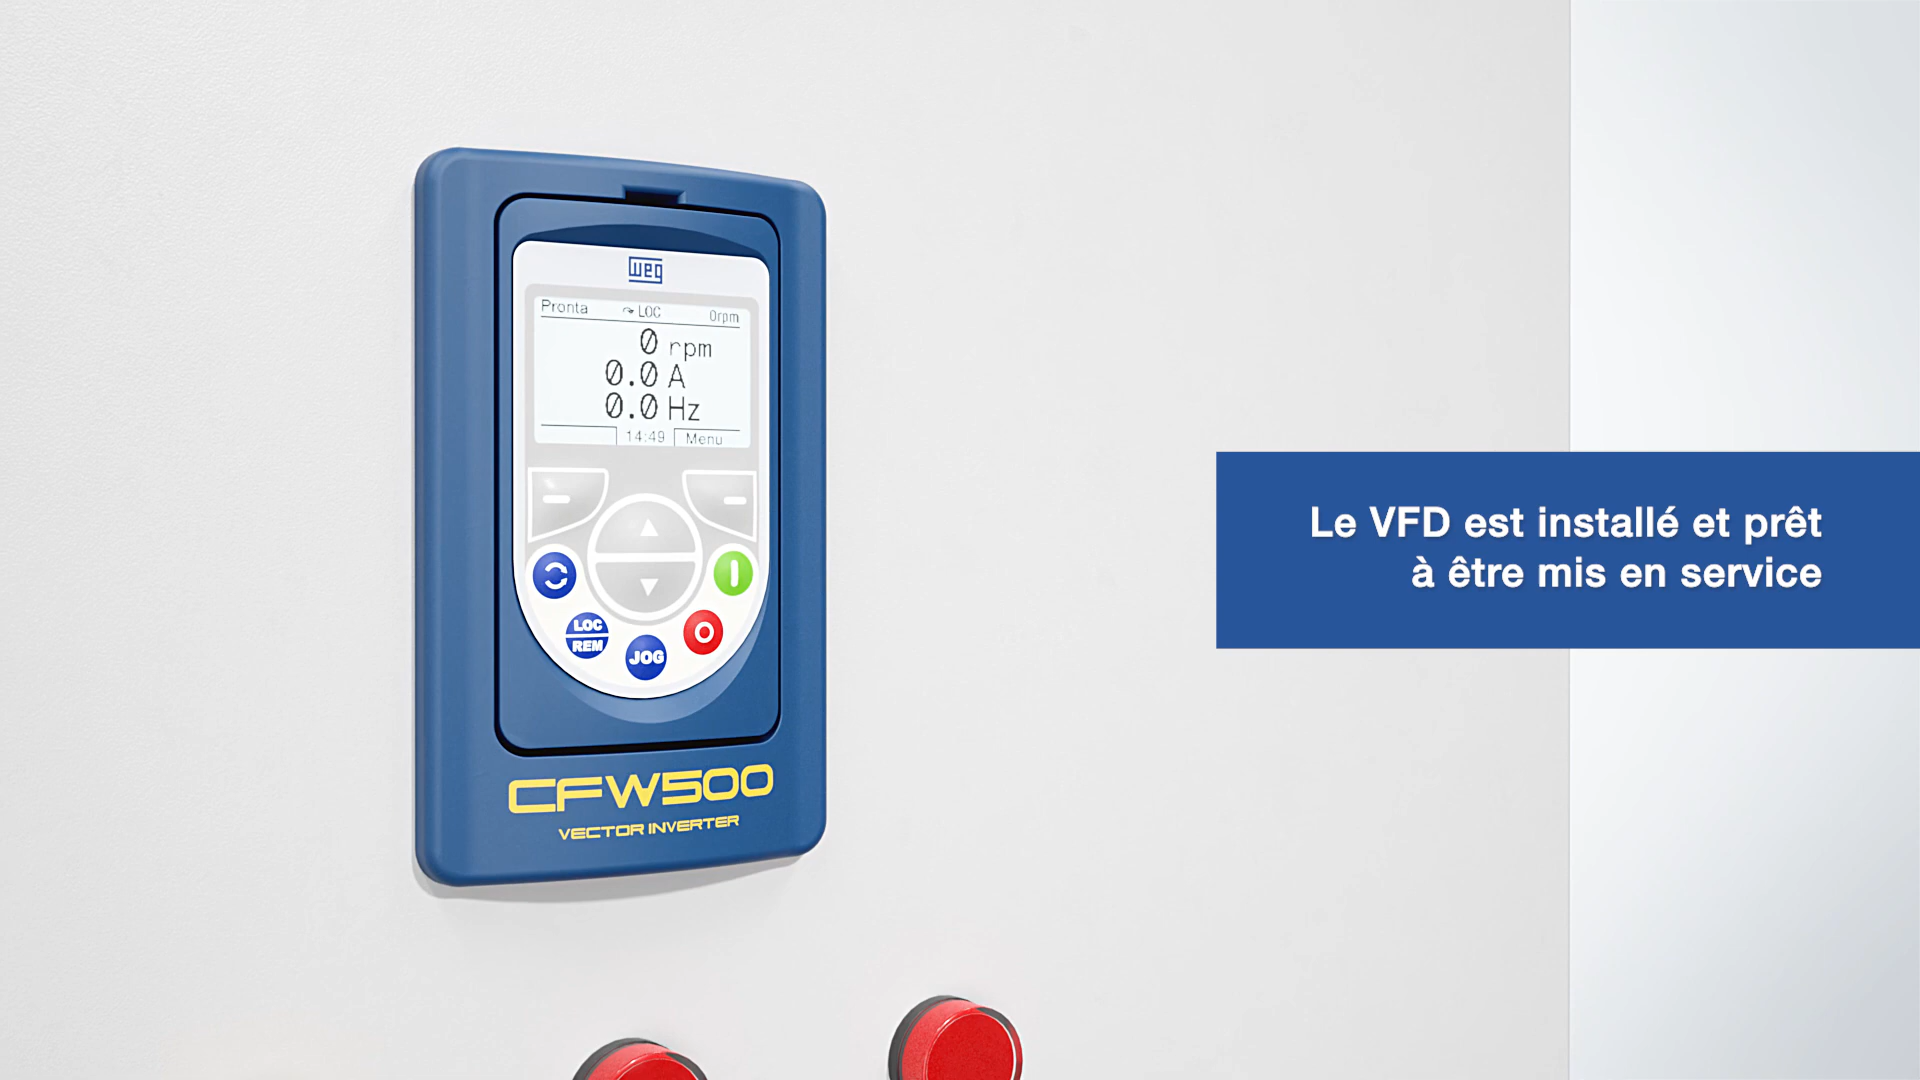 weg
Pronta LOC 0rpm
0 rpm
0.0 A
0.0 Hz
14:49 Menu
LOC
REM
JOG
CFW500
VECTOR INVERTER
Le VFD est installé et prêt
à être mis en service